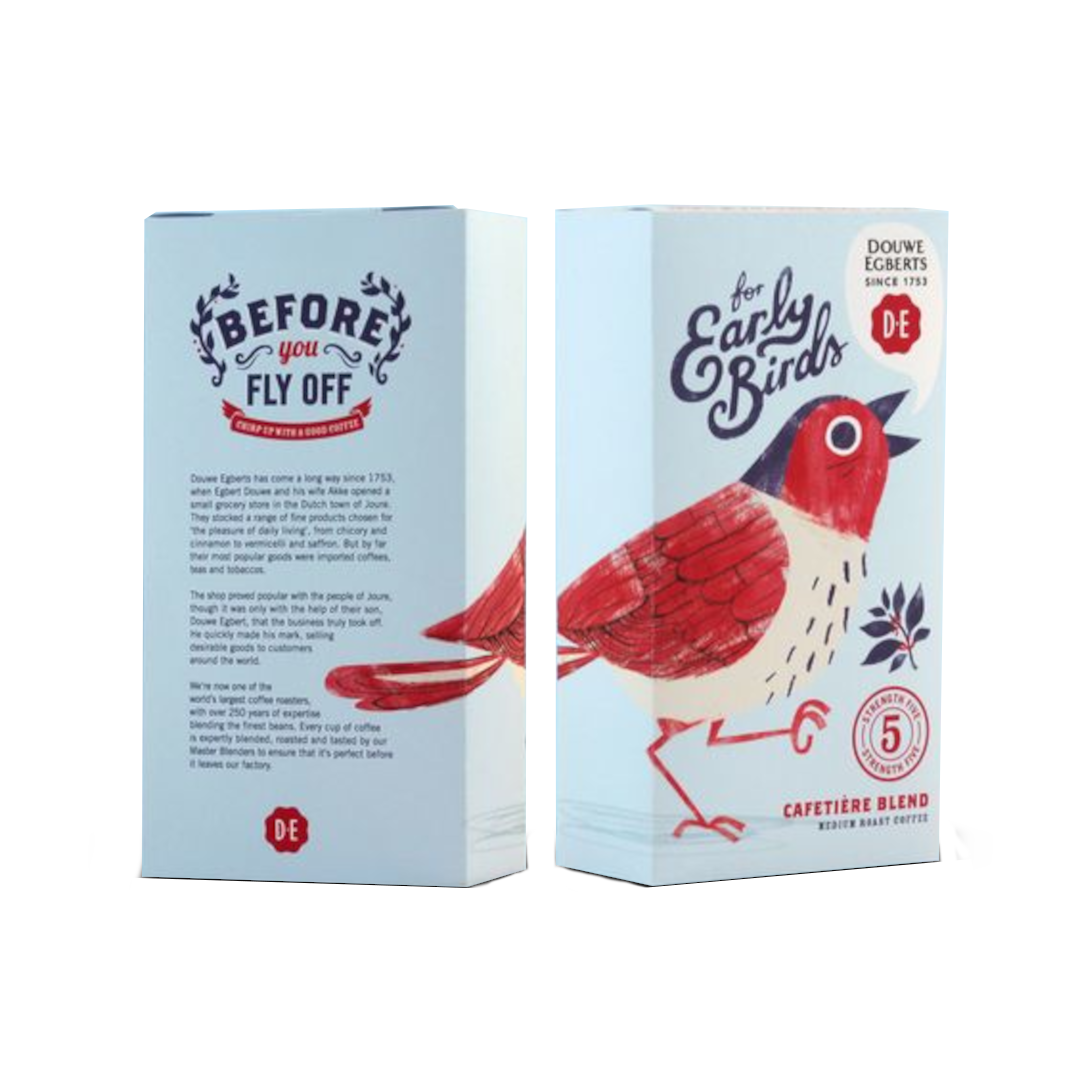 BEFORE
you
FLY OFF
CHIRP UP WITH A GOOD COFFEE
Douwe Egberts has come a long way since 1753,
when Egbert Douwe and his wife Akke opened a
small grocery store in the Dutch town of Joure.
They stocked a range of fine products chosen for
'the pleasure of daily living', from chicory and
cinnamon to vermicelli and saffron. But by far
their most popular goods were imported coffees,
teas and tobaccos.
The shop proved popular with the people of Joure,
though it was only with the help of their son,
Douwe Egbert, that the business truly took off.
He quickly made his mark, selling
desirable goods to customers
around the world.
We're now one of the
world's largest coffee roasters,
with over 250 years of expertise
blending the finest beans. Every cup of coffee
is expertly blended, roasted and tasted by our
Master Blenders to ensure that it's perfect before
it leaves our factory.
D·E
DOUWE
EGBERTS
SINCE 1753
D·E
for
Early
Birds
STRENGTH FIVE
5
STRENGTH FIVE
CAFETIÈRE BLEND
MEDIUM ROAST COFFEE